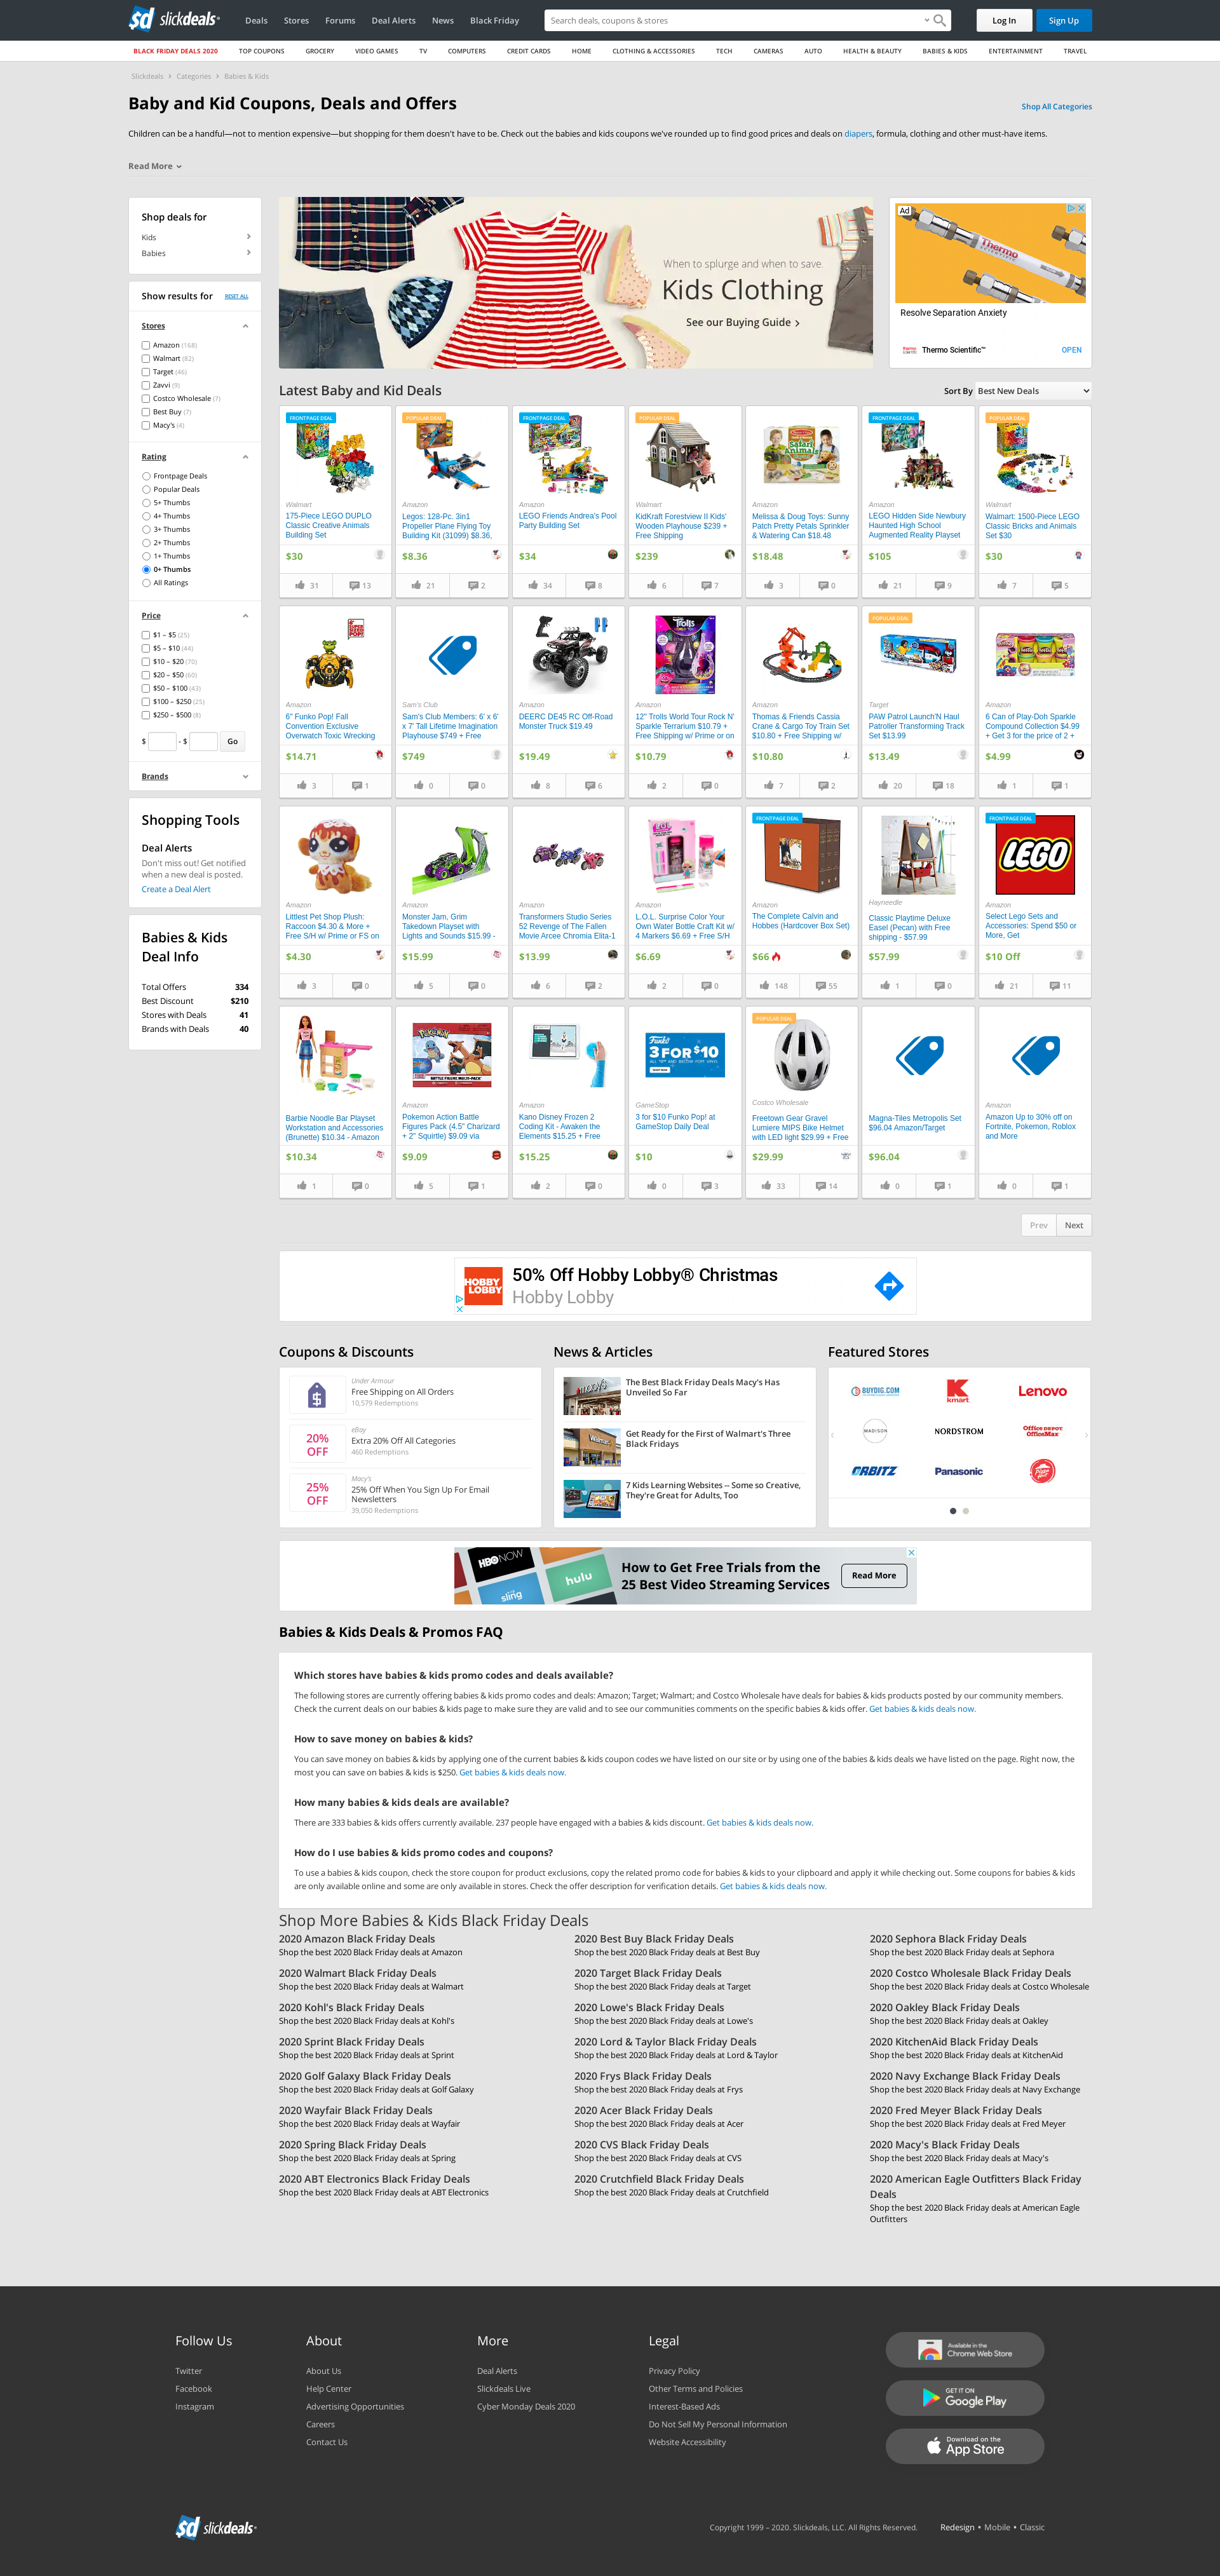 sd slickdeals
Deals
Stores
Forums
Deal Alerts
News
Black Friday
Search deals, coupons & stores
Log In
Sign Up
BLACK FRIDAY DEALS 2020
TOP COUPONS
GROCERY
VIDEO GAMES
TV
COMPUTERS
CREDIT CARDS
HOME
CLOTHING & ACCESSORIES
TECH
CAMERAS
AUTO
HEALTH & BEAUTY
BABIES & KIDS
ENTERTAINMENT
TRAVEL
Slickdeals › Categories › Babies & Kids
Baby and Kid Coupons, Deals and Offers
Shop All Categories
Children can be a handful—not to mention expensive—but shopping for them doesn't have to be. Check out the babies and kids coupons we've rounded up to find good prices and deals on diapers, formula, clothing and other must-have items.
Read More
Shop deals for
Kids
Babies
Show results for
RESET ALL
Stores
Amazon (168)
Walmart (82)
Target (46)
Zavvi (9)
Costco Wholesale (7)
Best Buy (7)
Macy's (4)
Rating
Frontpage Deals
Popular Deals
5+ Thumbs
4+ Thumbs
3+ Thumbs
2+ Thumbs
1+ Thumbs
0+ Thumbs
All Ratings
Price
$1 – $5 (25)
$5 – $10 (44)
$10 – $20 (70)
$20 – $50 (60)
$50 – $100 (43)
$100 – $250 (25)
$250 – $500 (8)
$ - $ Go
Brands
Shopping Tools
Deal Alerts
Don't miss out! Get notified
when a new deal is posted.
Create a Deal Alert
Babies & Kids
Deal Info
Total Offers 334
Best Discount $210
Stores with Deals 41
Brands with Deals 40
When to splurge and when to save.
Kids Clothing
See our Buying Guide
Ad
Thermo
Resolve Separation Anxiety
Thermo Scientific™
OPEN
Latest Baby and Kid Deals
Sort By Best New Deals
FRONTPAGE DEAL
Walmart
175-Piece LEGO DUPLO
Classic Creative Animals
Building Set
$30
31 13
POPULAR DEAL
Amazon
Legos: 128-Pc. 3in1
Propeller Plane Flying Toy
Building Kit (31099) $8.36,
$8.36
21 2
FRONTPAGE DEAL
Amazon
LEGO Friends Andrea's Pool
Party Building Set
$34
34 8
POPULAR DEAL
Walmart
KidKraft Forestview II Kids'
Wooden Playhouse $239 +
Free Shipping
$239
6 7
Safari Animals
Amazon
Melissa & Doug Toys: Sunny
Patch Pretty Petals Sprinkler
& Watering Can $18.48
$18.48
3 0
FRONTPAGE DEAL
Amazon
LEGO Hidden Side Newbury
Haunted High School
Augmented Reality Playset
$105
21 9
POPULAR DEAL
Walmart
Walmart: 1500-Piece LEGO
Classic Bricks and Animals
Set $30
$30
7 5
Amazon
6" Funko Pop! Fall
Convention Exclusive
Overwatch Toxic Wrecking
$14.71
3 1
Sam's Club
Sam's Club Members: 6' x 6'
x 7' Tall Lifetime Imagination
Playhouse $749 + Free
$749
0 0
Amazon
DEERC DE45 RC Off-Road
Monster Truck $19.49
$19.49
8 6
Trolls
Amazon
12" Trolls World Tour Rock N'
Sparkle Terrarium $10.79 +
Free Shipping w/ Prime or on
$10.79
2 0
Amazon
Thomas & Friends Cassia
Crane & Cargo Toy Train Set
$10.80 + Free Shipping w/
$10.80
7 2
POPULAR DEAL
Target
PAW Patrol Launch'N Haul
Patroller Transforming Track
Set $13.99
$13.49
20 18
Amazon
6 Can of Play-Doh Sparkle
Compound Collection $4.99
+ Get 3 for the price of 2 +
$4.99
1 1
Amazon
Littlest Pet Shop Plush:
Raccoon $4.30 & More +
Free S/H w/ Prime or FS on
$4.30
3 0
Amazon
Monster Jam, Grim
Takedown Playset with
Lights and Sounds $15.99 -
$15.99
5 0
Amazon
Transformers Studio Series
52 Revenge of The Fallen
Movie Arcee Chromia Elita-1
$13.99
6 2
L.O.L.
Amazon
L.O.L. Surprise Color Your
Own Water Bottle Craft Kit w/
4 Markers $6.69 + Free S/H
$6.69
2 0
FRONTPAGE DEAL
Amazon
The Complete Calvin and
Hobbes (Hardcover Box Set)
$66
148 55
Hayneedle
Classic Playtime Deluxe
Easel (Pecan) with Free
shipping - $57.99
$57.99
1 0
FRONTPAGE DEAL
LEGO
Amazon
Select Lego Sets and
Accessories: Spend $50 or
More, Get
$10 Off
21 11
Barbie Noodle Bar Playset
Workstation and Accessories
(Brunette) $10.34 - Amazon
$10.34
1 0
Pokemon
BATTLE FIGURE MULTI-PACK
Amazon
Pokemon Action Battle
Figures Pack (4.5" Charizard
+ 2" Squirtle) $9.09 via
$9.09
5 1
Amazon
Kano Disney Frozen 2
Coding Kit - Awaken the
Elements $15.25 + Free
$15.25
2 0
Funko
3 FOR $10
GameStop
3 for $10 Funko Pop! at
GameStop Daily Deal
$10
0 3
POPULAR DEAL
Costco Wholesale
Freetown Gear Gravel
Lumiere MIPS Bike Helmet
with LED light $29.99 + Free
$29.99
33 14
Magna-Tiles Metropolis Set
$96.04 Amazon/Target
$96.04
0 1
Amazon
Amazon Up to 30% off on
Fortnite, Pokemon, Roblox
and More
0 1
Prev Next
HOBBY LOBBY
50% Off Hobby Lobby® Christmas
Hobby Lobby
Coupons & Discounts
$
Under Armour
Free Shipping on All Orders
10,579 Redemptions
20% OFF
eBay
Extra 20% Off All Categories
460 Redemptions
25% OFF
Macy's
25% Off When You Sign Up For Email
Newsletters
39,050 Redemptions
News & Articles
macy's
The Best Black Friday Deals Macy's Has
Unveiled So Far
Walmart
Get Ready for the First of Walmart's Three
Black Fridays
7 Kids Learning Websites -- Some so Creative,
They're Great for Adults, Too
Featured Stores
BUYDIG.COM
kmart
Lenovo
MADISON
NORDSTROM
Office DEPOT OfficeMax
ORBITZ
Panasonic
Pizza Hut
HBO NOW
sling
hulu
How to Get Free Trials from the
25 Best Video Streaming Services
Read More
Babies & Kids Deals & Promos FAQ
Which stores have babies & kids promo codes and deals available?
The following stores are currently offering babies & kids promo codes and deals: Amazon; Target; Walmart; and Costco Wholesale have deals for babies & kids products posted by our community members.
Check the current deals on our babies & kids page to make sure they are valid and to see our communities comments on the specific babies & kids offer. Get babies & kids deals now.
How to save money on babies & kids?
You can save money on babies & kids by applying one of the current babies & kids coupon codes we have listed on our site or by using one of the babies & kids deals we have listed on the page. Right now, the
most you can save on babies & kids is $250. Get babies & kids deals now.
How many babies & kids deals are available?
There are 333 babies & kids offers currently available. 237 people have engaged with a babies & kids discount. Get babies & kids deals now.
How do I use babies & kids promo codes and coupons?
To use a babies & kids coupon, check the store coupon for product exclusions, copy the related promo code for babies & kids to your clipboard and apply it while checking out. Some coupons for babies & kids
are only available online and some are only available in stores. Check the offer description for verification details. Get babies & kids deals now.
Shop More Babies & Kids Black Friday Deals
2020 Amazon Black Friday Deals
Shop the best 2020 Black Friday deals at Amazon
2020 Best Buy Black Friday Deals
Shop the best 2020 Black Friday deals at Best Buy
2020 Sephora Black Friday Deals
Shop the best 2020 Black Friday deals at Sephora
2020 Walmart Black Friday Deals
Shop the best 2020 Black Friday deals at Walmart
2020 Target Black Friday Deals
Shop the best 2020 Black Friday deals at Target
2020 Costco Wholesale Black Friday Deals
Shop the best 2020 Black Friday deals at Costco Wholesale
2020 Kohl's Black Friday Deals
Shop the best 2020 Black Friday deals at Kohl's
2020 Lowe's Black Friday Deals
Shop the best 2020 Black Friday deals at Lowe's
2020 Oakley Black Friday Deals
Shop the best 2020 Black Friday deals at Oakley
2020 Sprint Black Friday Deals
Shop the best 2020 Black Friday deals at Sprint
2020 Lord & Taylor Black Friday Deals
Shop the best 2020 Black Friday deals at Lord & Taylor
2020 KitchenAid Black Friday Deals
Shop the best 2020 Black Friday deals at KitchenAid
2020 Golf Galaxy Black Friday Deals
Shop the best 2020 Black Friday deals at Golf Galaxy
2020 Frys Black Friday Deals
Shop the best 2020 Black Friday deals at Frys
2020 Navy Exchange Black Friday Deals
Shop the best 2020 Black Friday deals at Navy Exchange
2020 Wayfair Black Friday Deals
Shop the best 2020 Black Friday deals at Wayfair
2020 Acer Black Friday Deals
Shop the best 2020 Black Friday deals at Acer
2020 Fred Meyer Black Friday Deals
Shop the best 2020 Black Friday deals at Fred Meyer
2020 Spring Black Friday Deals
Shop the best 2020 Black Friday deals at Spring
2020 CVS Black Friday Deals
Shop the best 2020 Black Friday deals at CVS
2020 Macy's Black Friday Deals
Shop the best 2020 Black Friday deals at Macy's
2020 ABT Electronics Black Friday Deals
Shop the best 2020 Black Friday deals at ABT Electronics
2020 Crutchfield Black Friday Deals
Shop the best 2020 Black Friday deals at Crutchfield
2020 American Eagle Outfitters Black Friday
Deals
Shop the best 2020 Black Friday deals at American Eagle
Outfitters
Follow Us
Twitter
Facebook
Instagram
About
About Us
Help Center
Advertising Opportunities
Careers
Contact Us
More
Deal Alerts
Slickdeals Live
Cyber Monday Deals 2020
Legal
Privacy Policy
Other Terms and Policies
Interest-Based Ads
Do Not Sell My Personal Information
Website Accessibility
Available in the
Chrome Web Store
GET IT ON
Google Play
Download on the
App Store
sd slickdeals
Copyright 1999 – 2020. Slickdeals, LLC. All Rights Reserved.
Redesign • Mobile • Classic